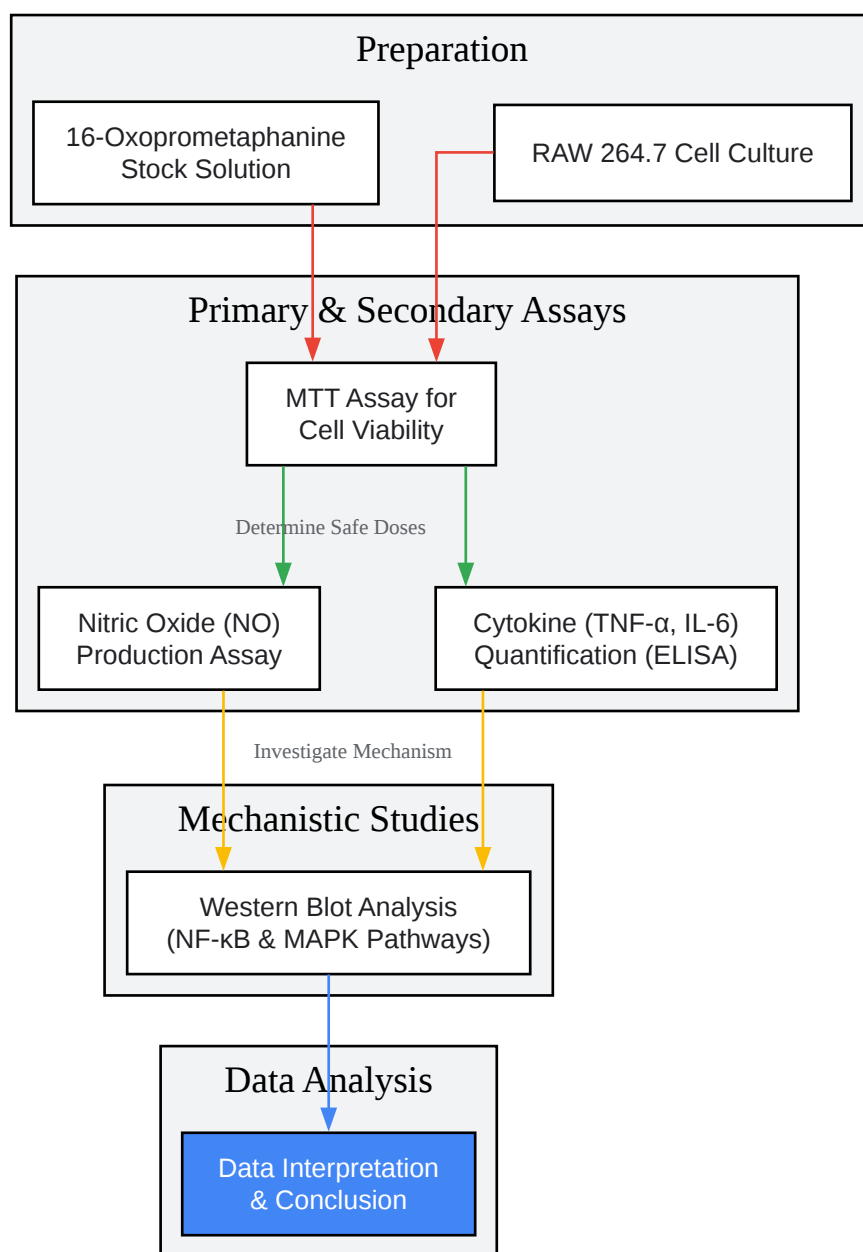 Preparation
16-Oxoprometaphanine
Stock Solution
RAW 264.7 Cell Culture
Primary & Secondary Assays
MTT Assay for
Cell Viability
Determine Safe Doses
Nitric Oxide (NO)
Production Assay
Cytokine (TNF-α, IL-6)
Quantification (ELISA)
Investigate Mechanism
Mechanistic Studies
Western Blot Analysis
(NF-κB & MAPK Pathways)
Data Analysis
Data Interpretation
& Conclusion